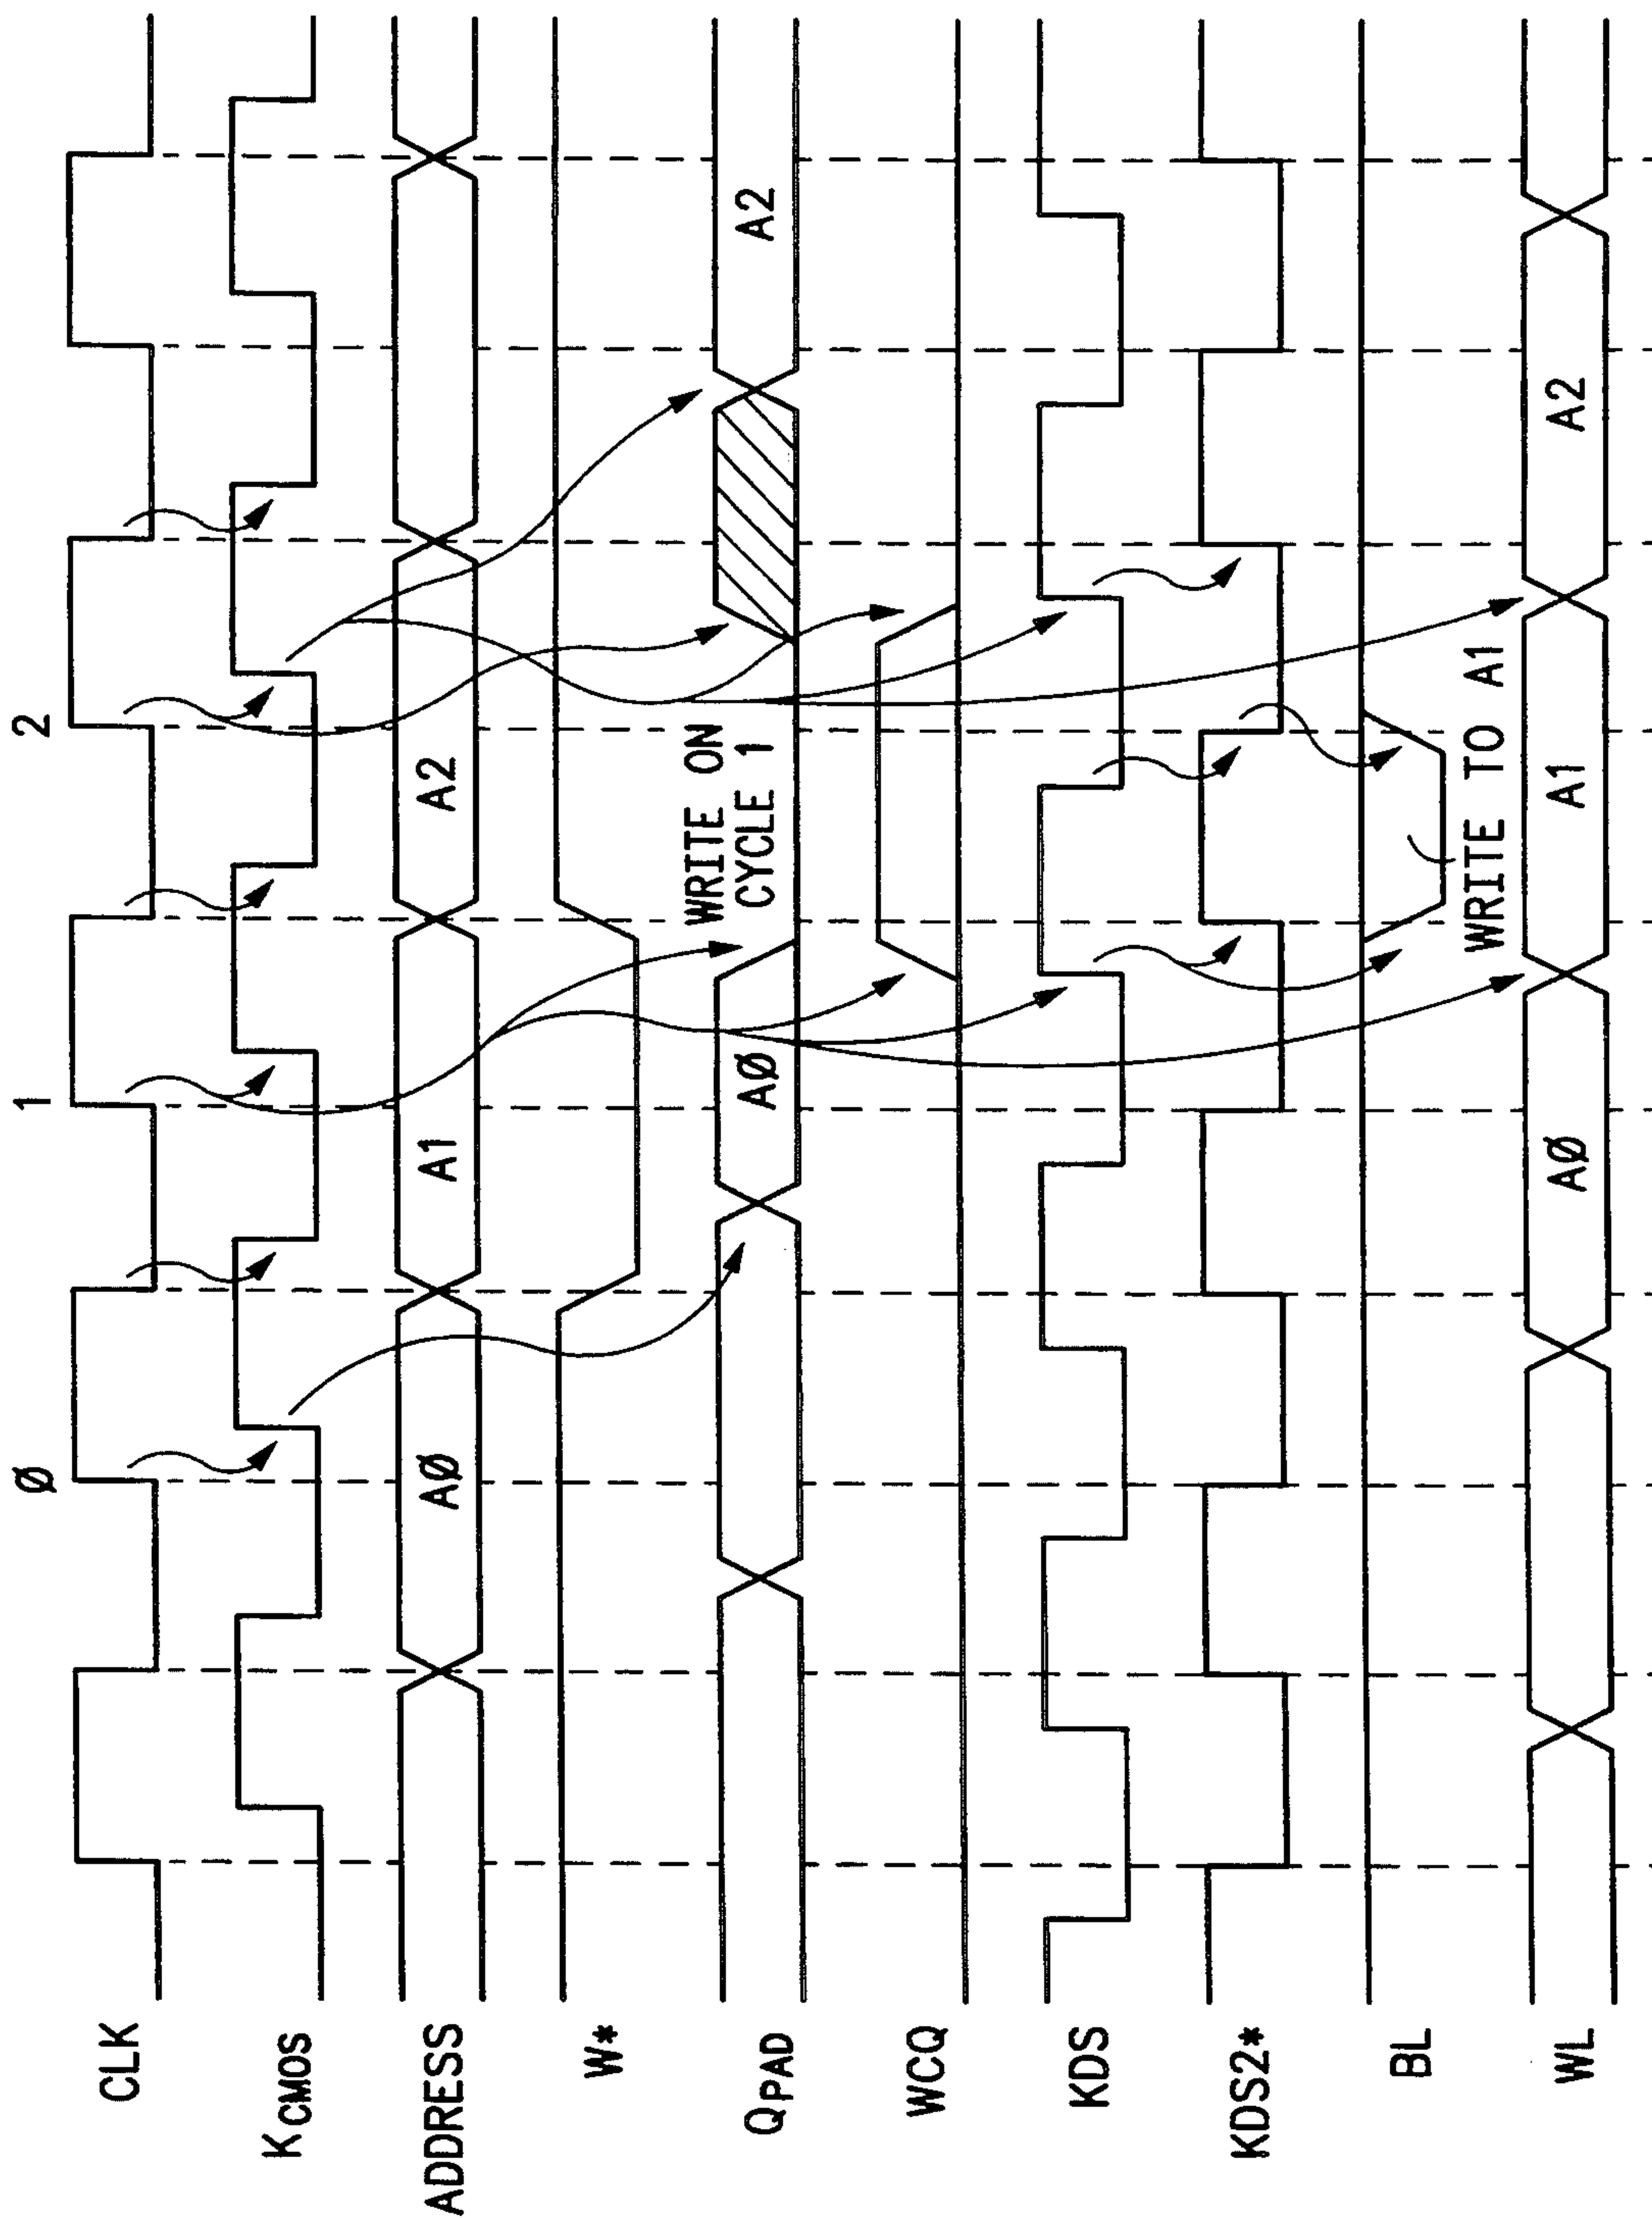 Ø 1 2
CLK
KCMOS
ADDRESS AØ A1 A2
W*
QPAD AØ WRITE ON A2
CYCLE 1
WCQ
KDS
KDS2*
BL
WRITE TO A1
WL AØ A1 A2